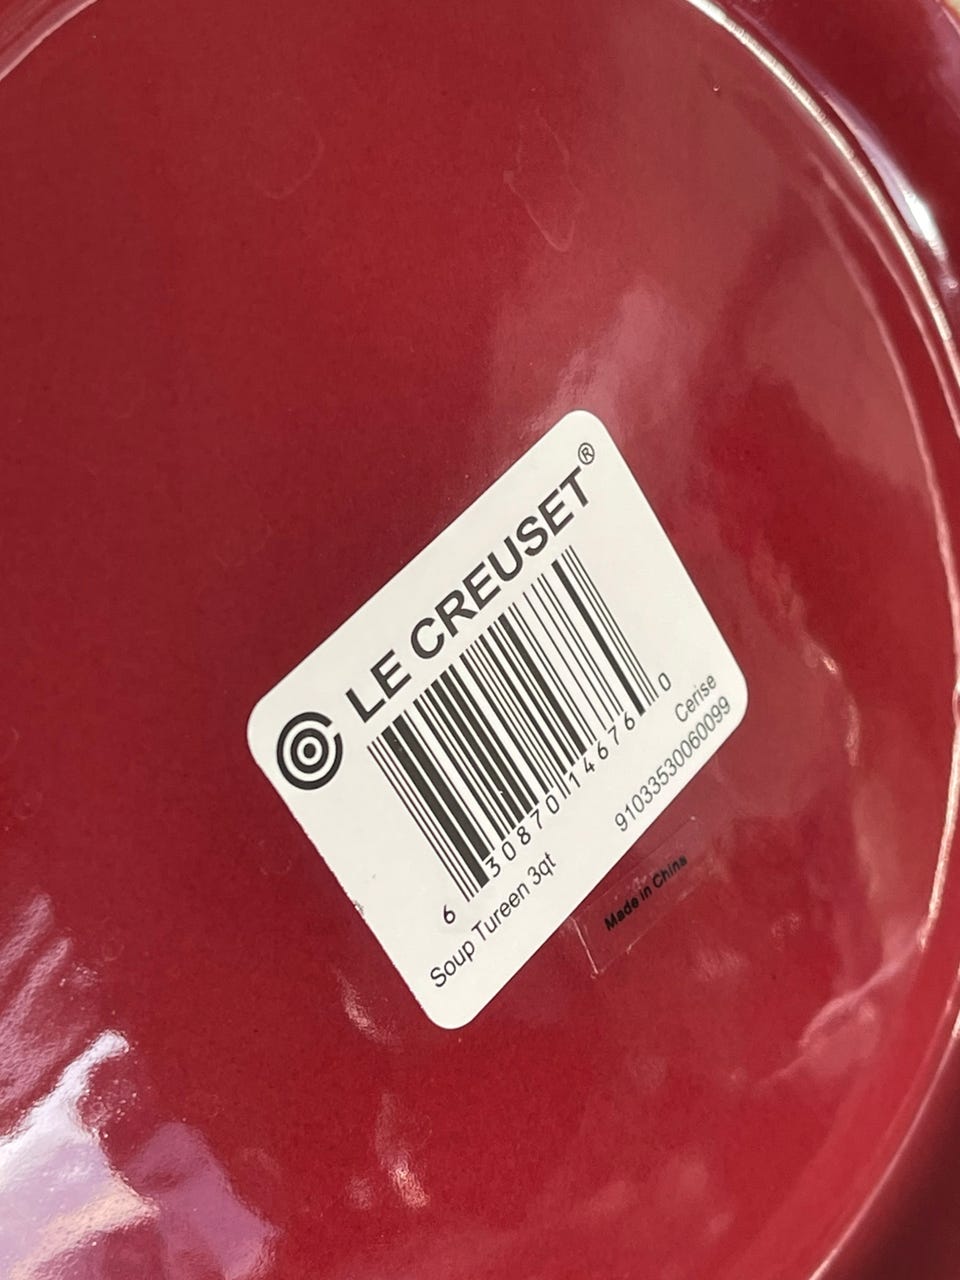 LE CREUSET®
6 30870 14676 0
Soup Tureen 3qt
Cerise
91033530060099
Made in China